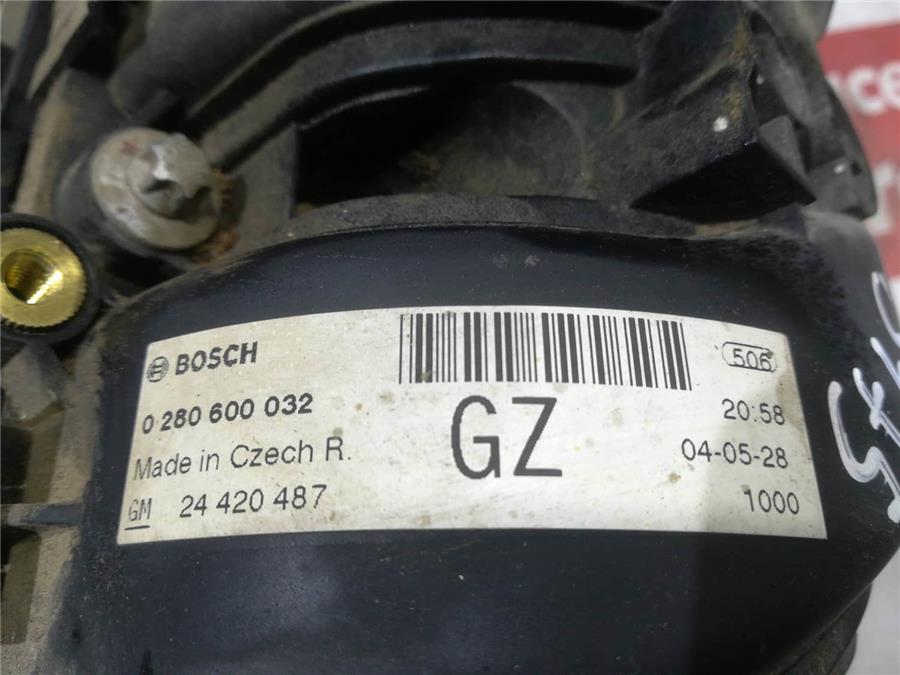 BOSCH
506
0 280 600 032
GZ
20:58
Made in Czech R.
04-05-28
GM 24 420 487
1000